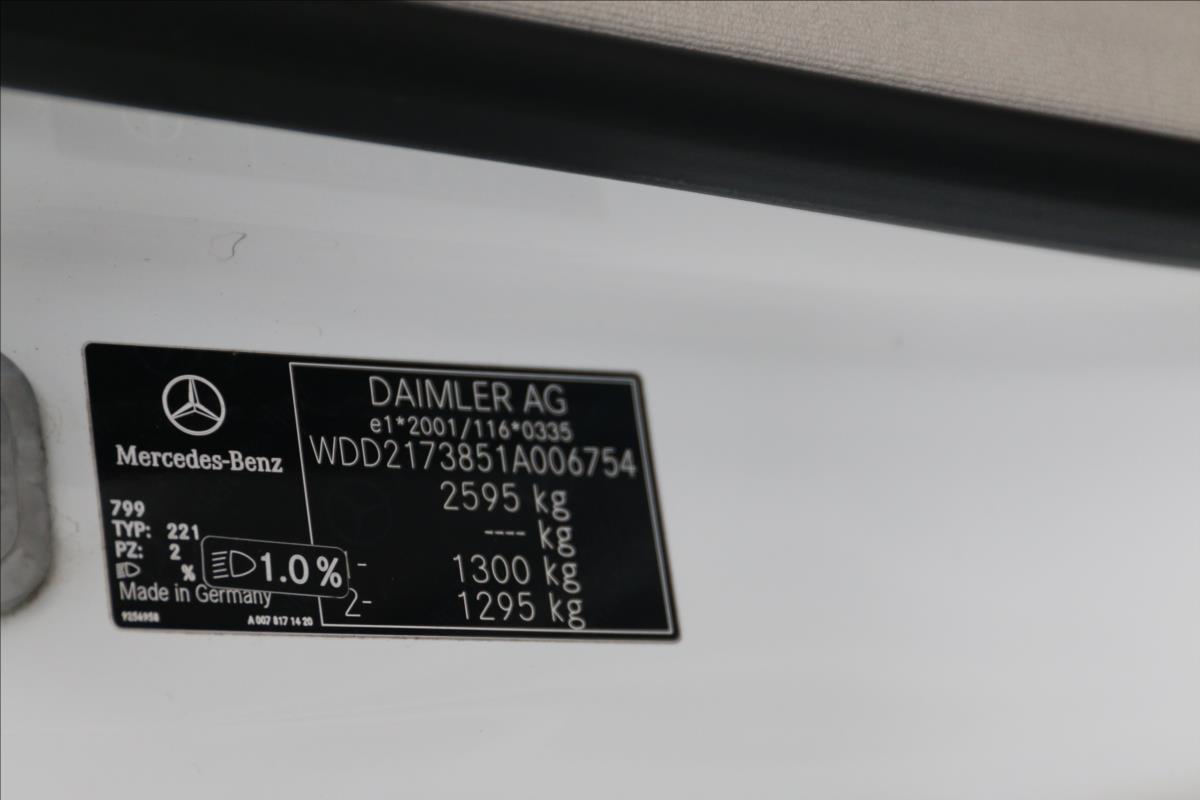 Mercedes-Benz
799
TYP: 221
PZ: 2
%
1.0%
Made in Germany
9256958
A 007 817 14 20
DAIMLER AG
e1*2001/116*0335
WDD2173851A006754
2595 kg
---- kg
- 1300 kg
2- 1295 kg